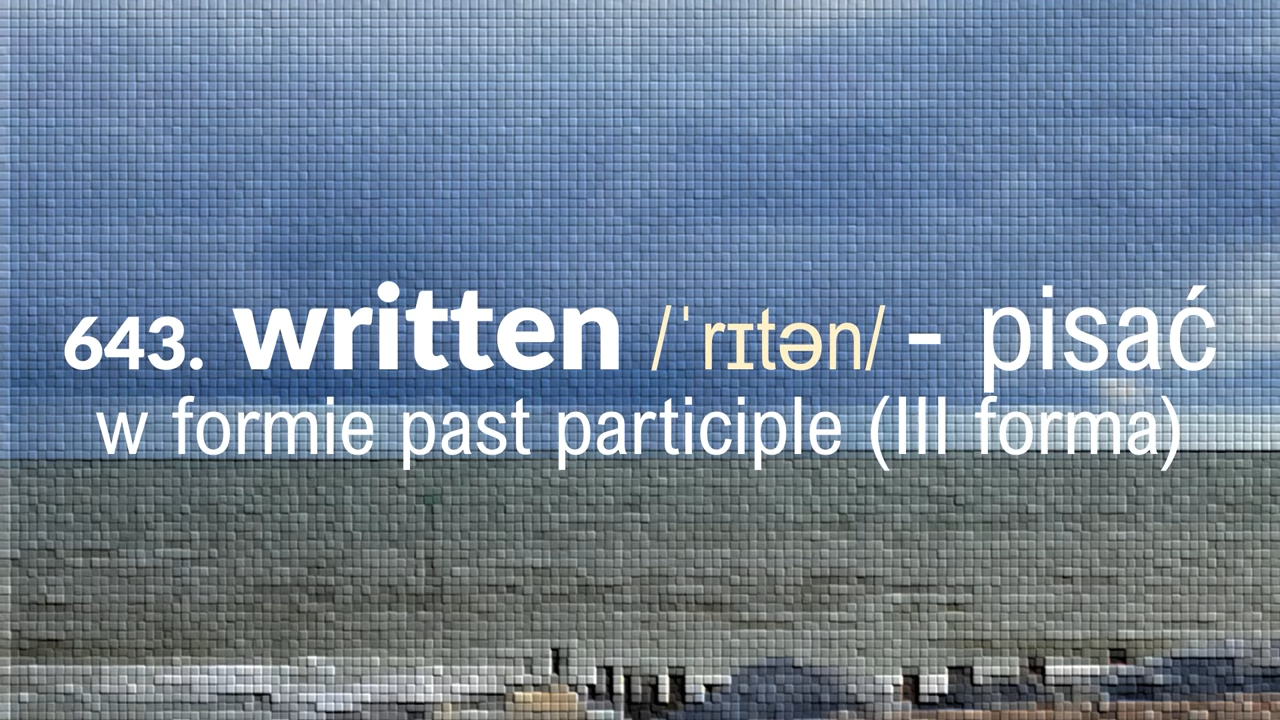 643. written /ˈrɪtən/ - pisać
w formie past participle (III forma)